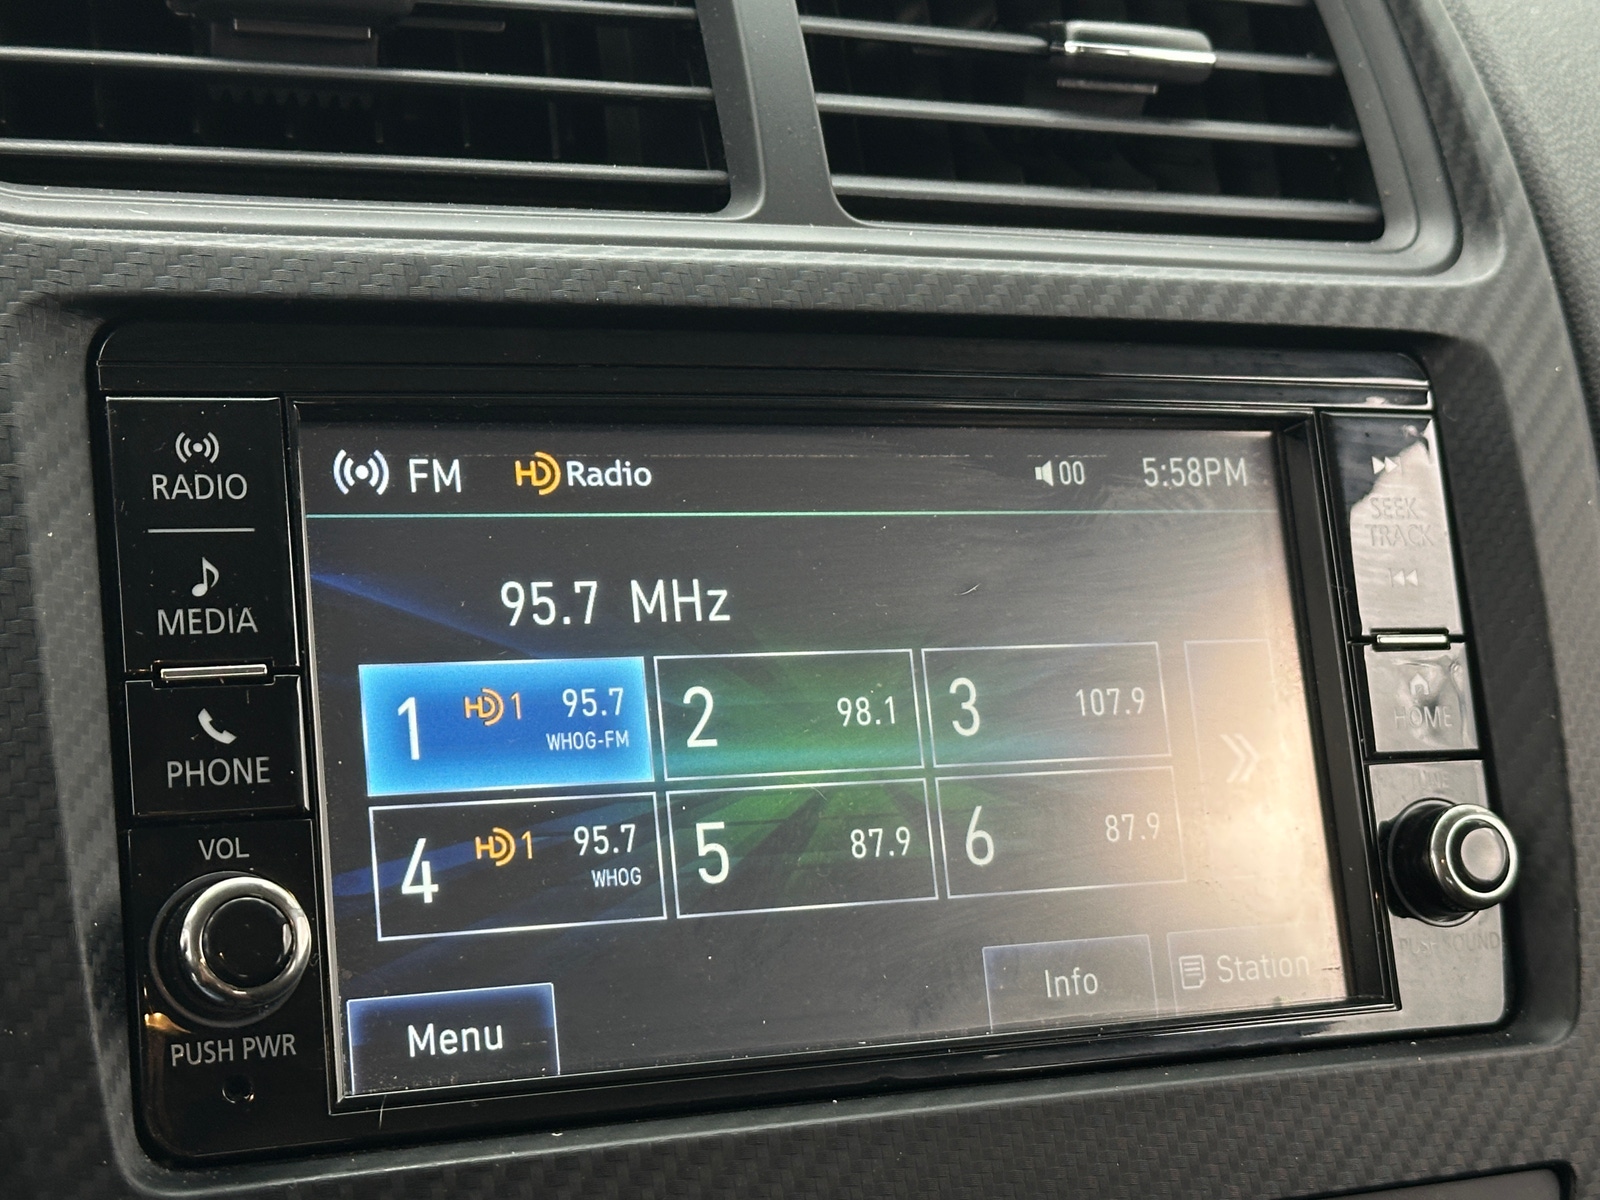 RADIO
MEDIA
PHONE
VOL
PUSH PWR
FM HD Radio 00 5:58PM
95.7 MHz
1 HD 1 95.7
WHOG-FM
2 98.1
3 107.9
4 HD 1 95.7
WHOG
5 87.9
6 87.9
Menu
Info
Station
SEEK
TRACK
HOME
PUSH SOUND